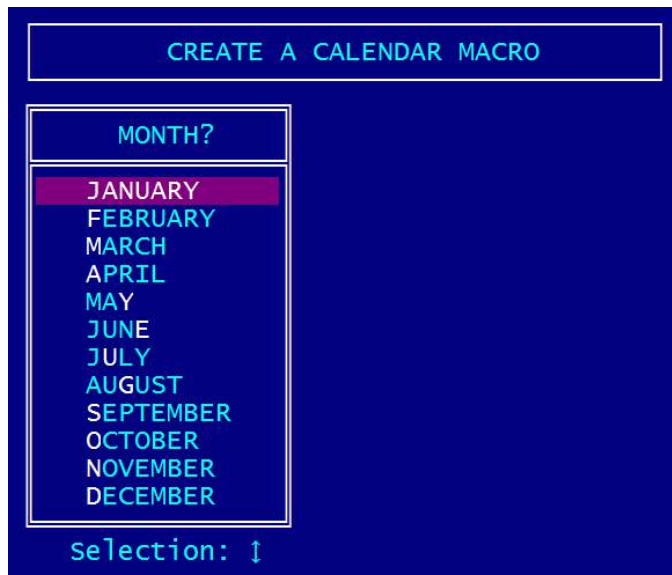 CREATE A CALENDAR MACRO
MONTH?
JANUARY
FEBRUARY
MARCH
APRIL
MAY
JUNE
JULY
AUGUST
SEPTEMBER
OCTOBER
NOVEMBER
DECEMBER
Selection: ↕